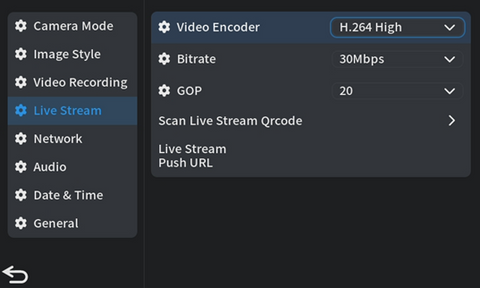 Camera Mode
Image Style
Video Recording
Live Stream
Network
Audio
Date & Time
General
Video Encoder H.264 High
Bitrate 30Mbps
GOP 20
Scan Live Stream Qrcode
Live Stream
Push URL